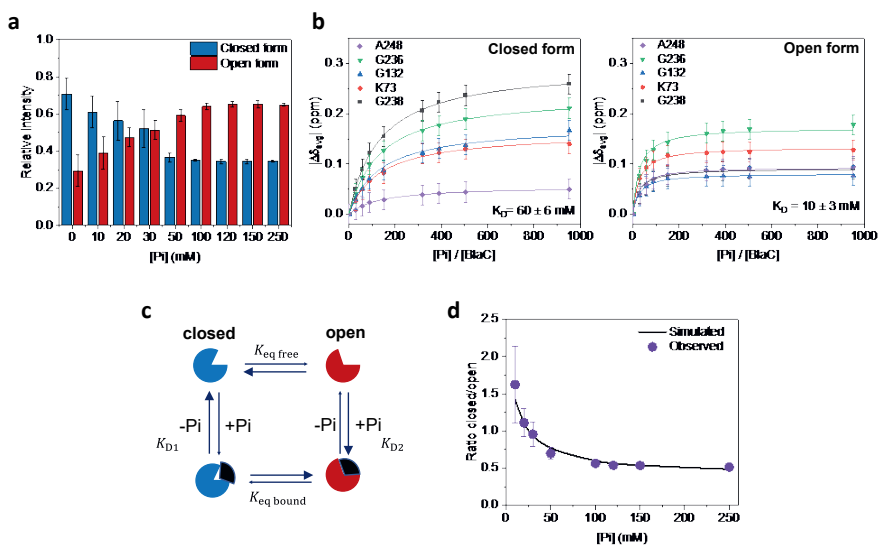 a
Closed form
Open form
Relative Intensity
1.0
0.8
0.6
0.4
0.2
0.0
0 10 20 30 50 100 120 150 250
[Pi] (mM)
b
Closed form
A248
G236
G132
K73
G238
|Δδavg| (ppm)
0.3
0.2
0.1
0.0
K_D = 60 ± 6 mM
0 200 400 600 800 1000
[Pi] / [BlaC]
Open form
A248
G236
G132
K73
G238
|Δδavg| (ppm)
0.3
0.2
0.1
0.0
K_D = 10 ± 3 mM
0 200 400 600 800 1000
[Pi] / [BlaC]
c
closed open
K_eq free
-Pi +Pi -Pi +Pi
K_D1 K_D2
K_eq bound
d
Simulated
Observed
Ratio closed/open
2.5
2.0
1.5
1.0
0.5
0.0
0 50 100 150 200 250
[Pi] (mM)